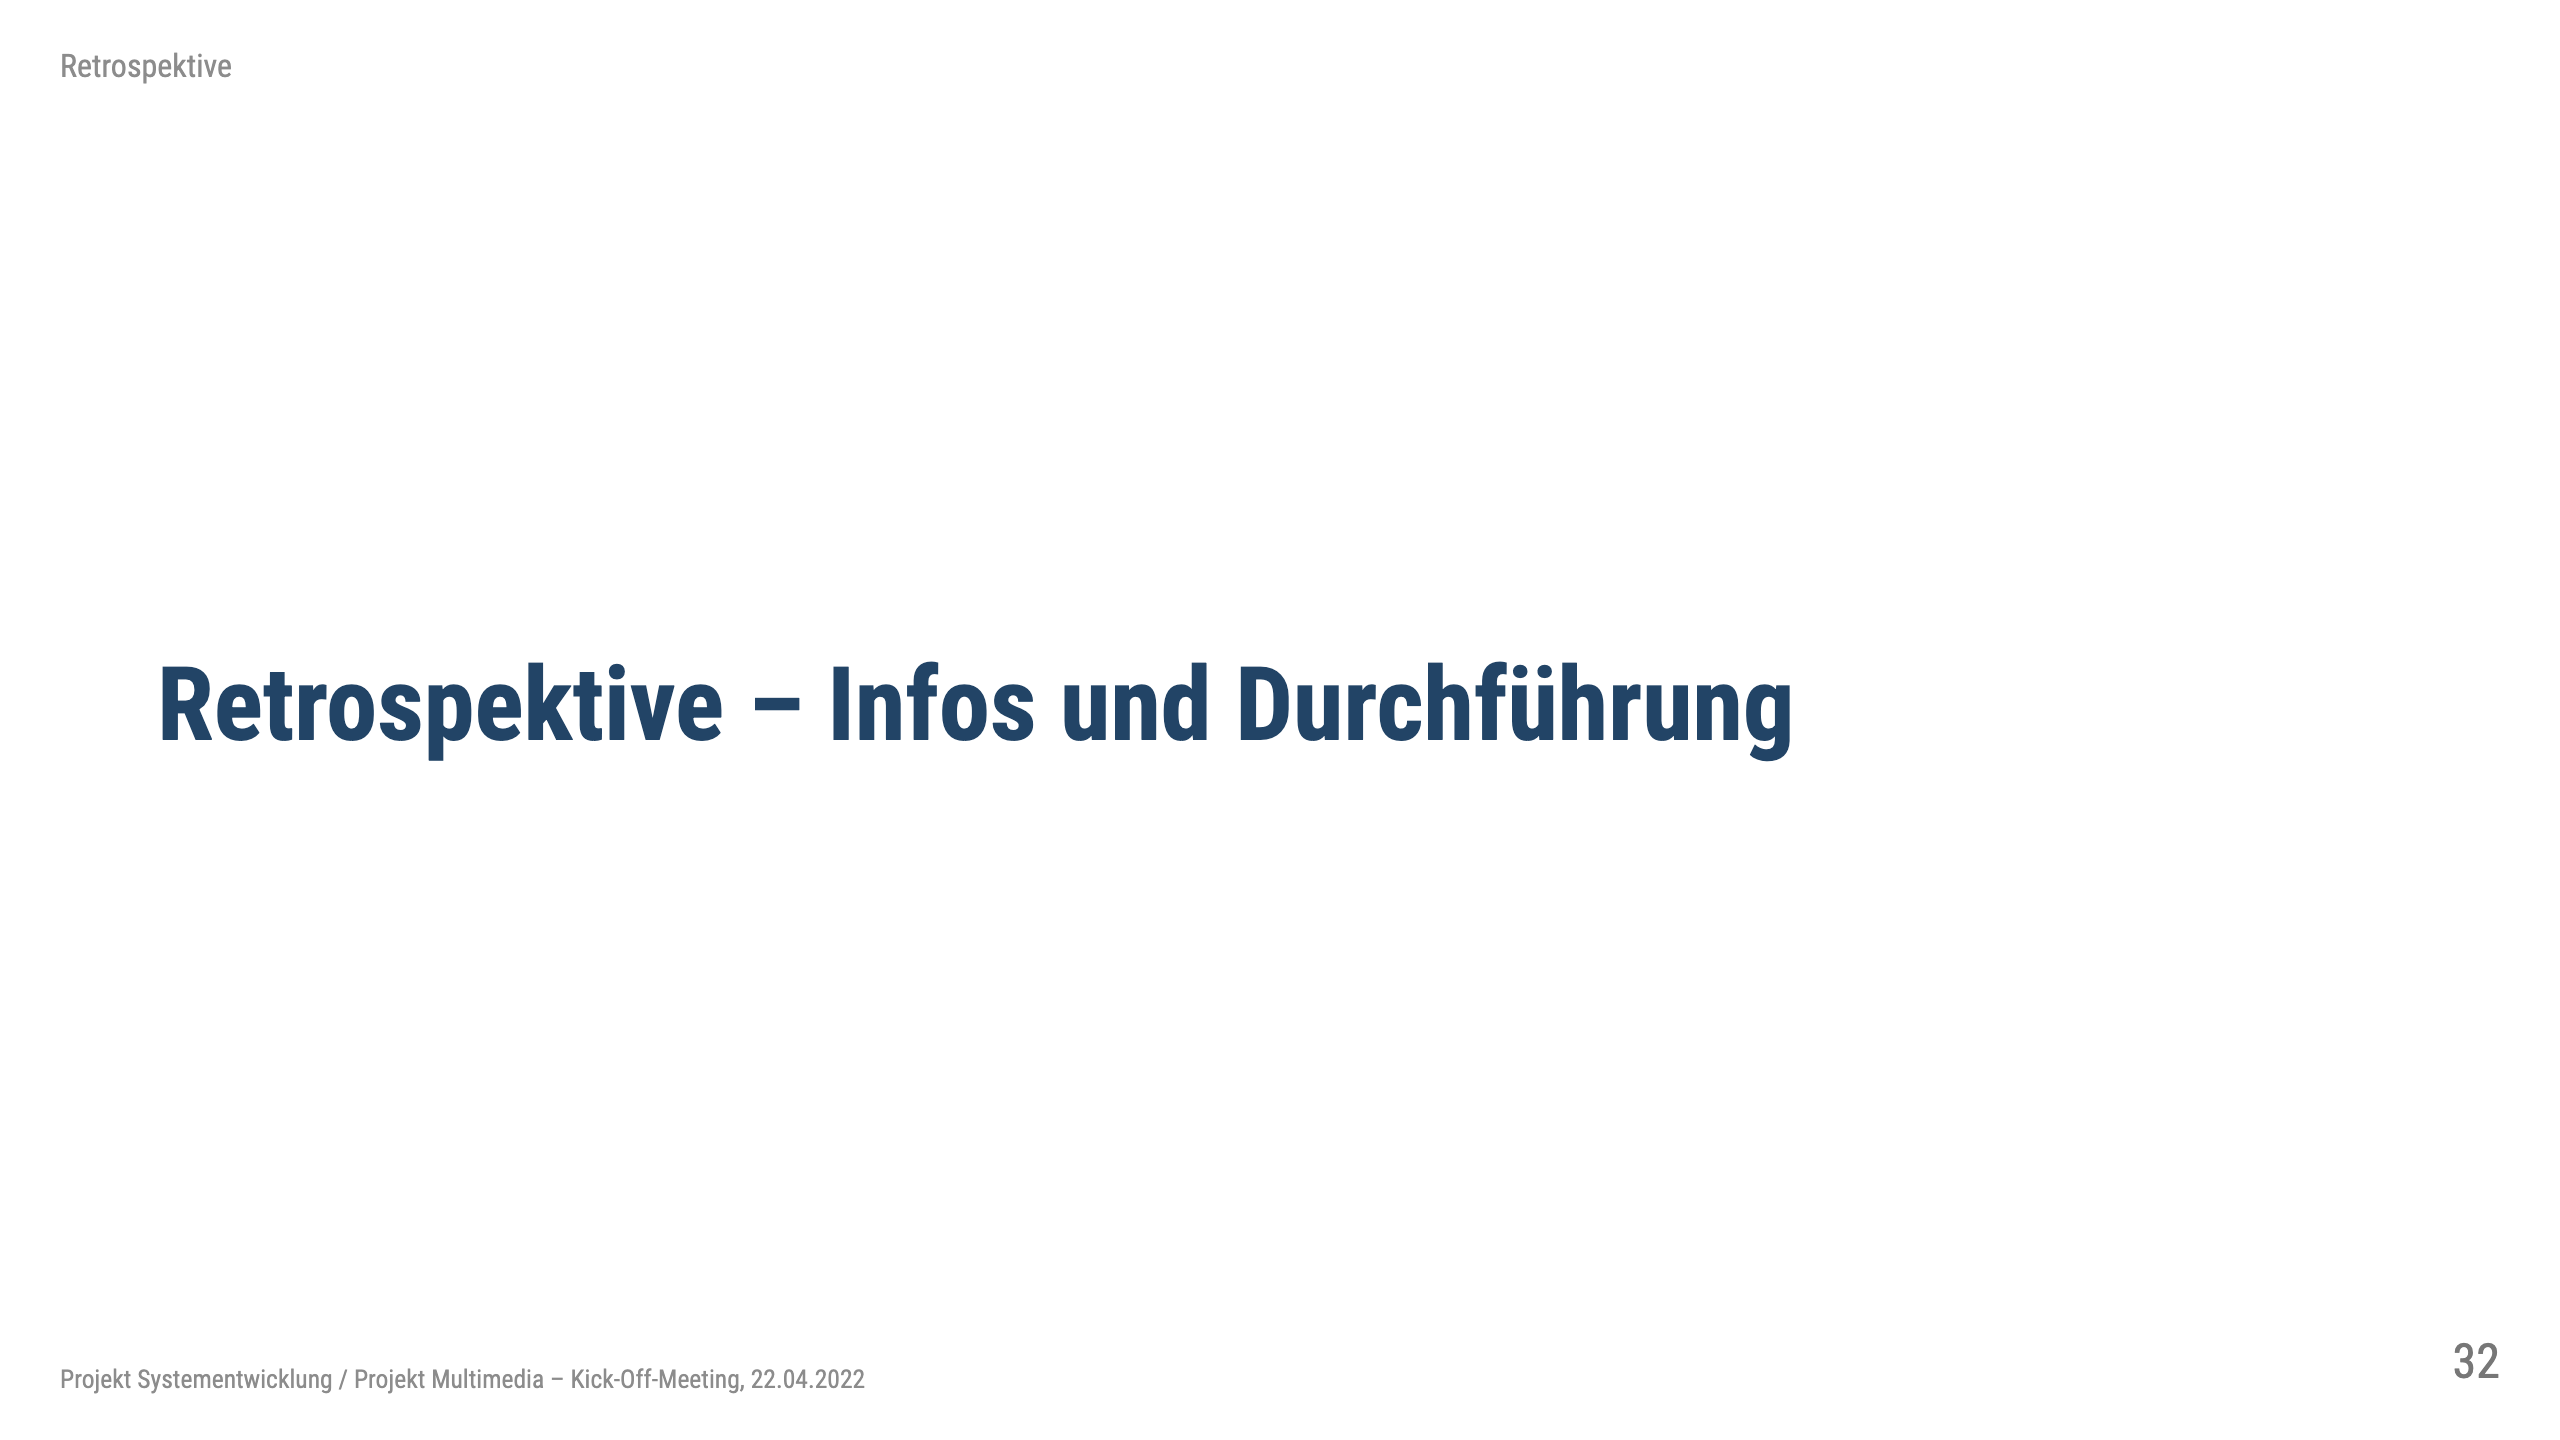 Retrospektive
Retrospektive – Infos und Durchführung
Projekt Systementwicklung / Projekt Multimedia – Kick-Off-Meeting, 22.04.2022
32